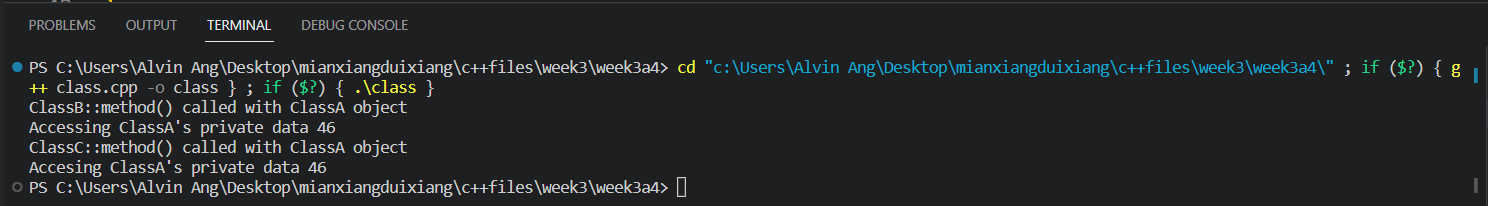 PROBLEMS OUTPUT TERMINAL DEBUG CONSOLE
PS C:\Users\Alvin Ang\Desktop\mianxiangduixiang\c++files\week3\week3a4> cd "c:\Users\Alvin Ang\Desktop\mianxiangduixiang\c++files\week3\week3a4\" ; if ($?) { g
++ class.cpp -o class } ; if ($?) { .\class }
ClassB::method() called with ClassA object
Accessing ClassA's private data 46
ClassC::method() called with ClassA object
Accesing ClassA's private data 46
PS C:\Users\Alvin Ang\Desktop\mianxiangduixiang\c++files\week3\week3a4>